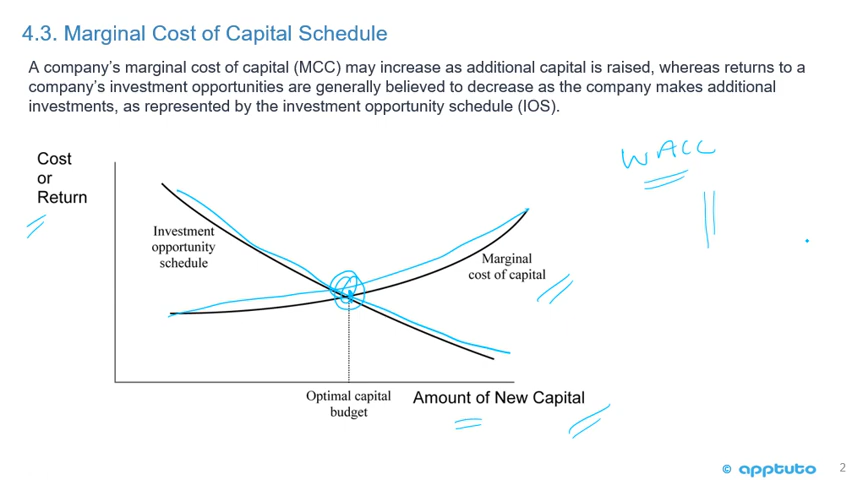 4.3. Marginal Cost of Capital Schedule
A company's marginal cost of capital (MCC) may increase as additional capital is raised, whereas returns to a
company's investment opportunities are generally believed to decrease as the company makes additional
investments, as represented by the investment opportunity schedule (IOS).
WACC
Cost
or
Return
Investment
opportunity
schedule
Marginal
cost of capital
Optimal capital
budget
Amount of New Capital
© apptuto
2